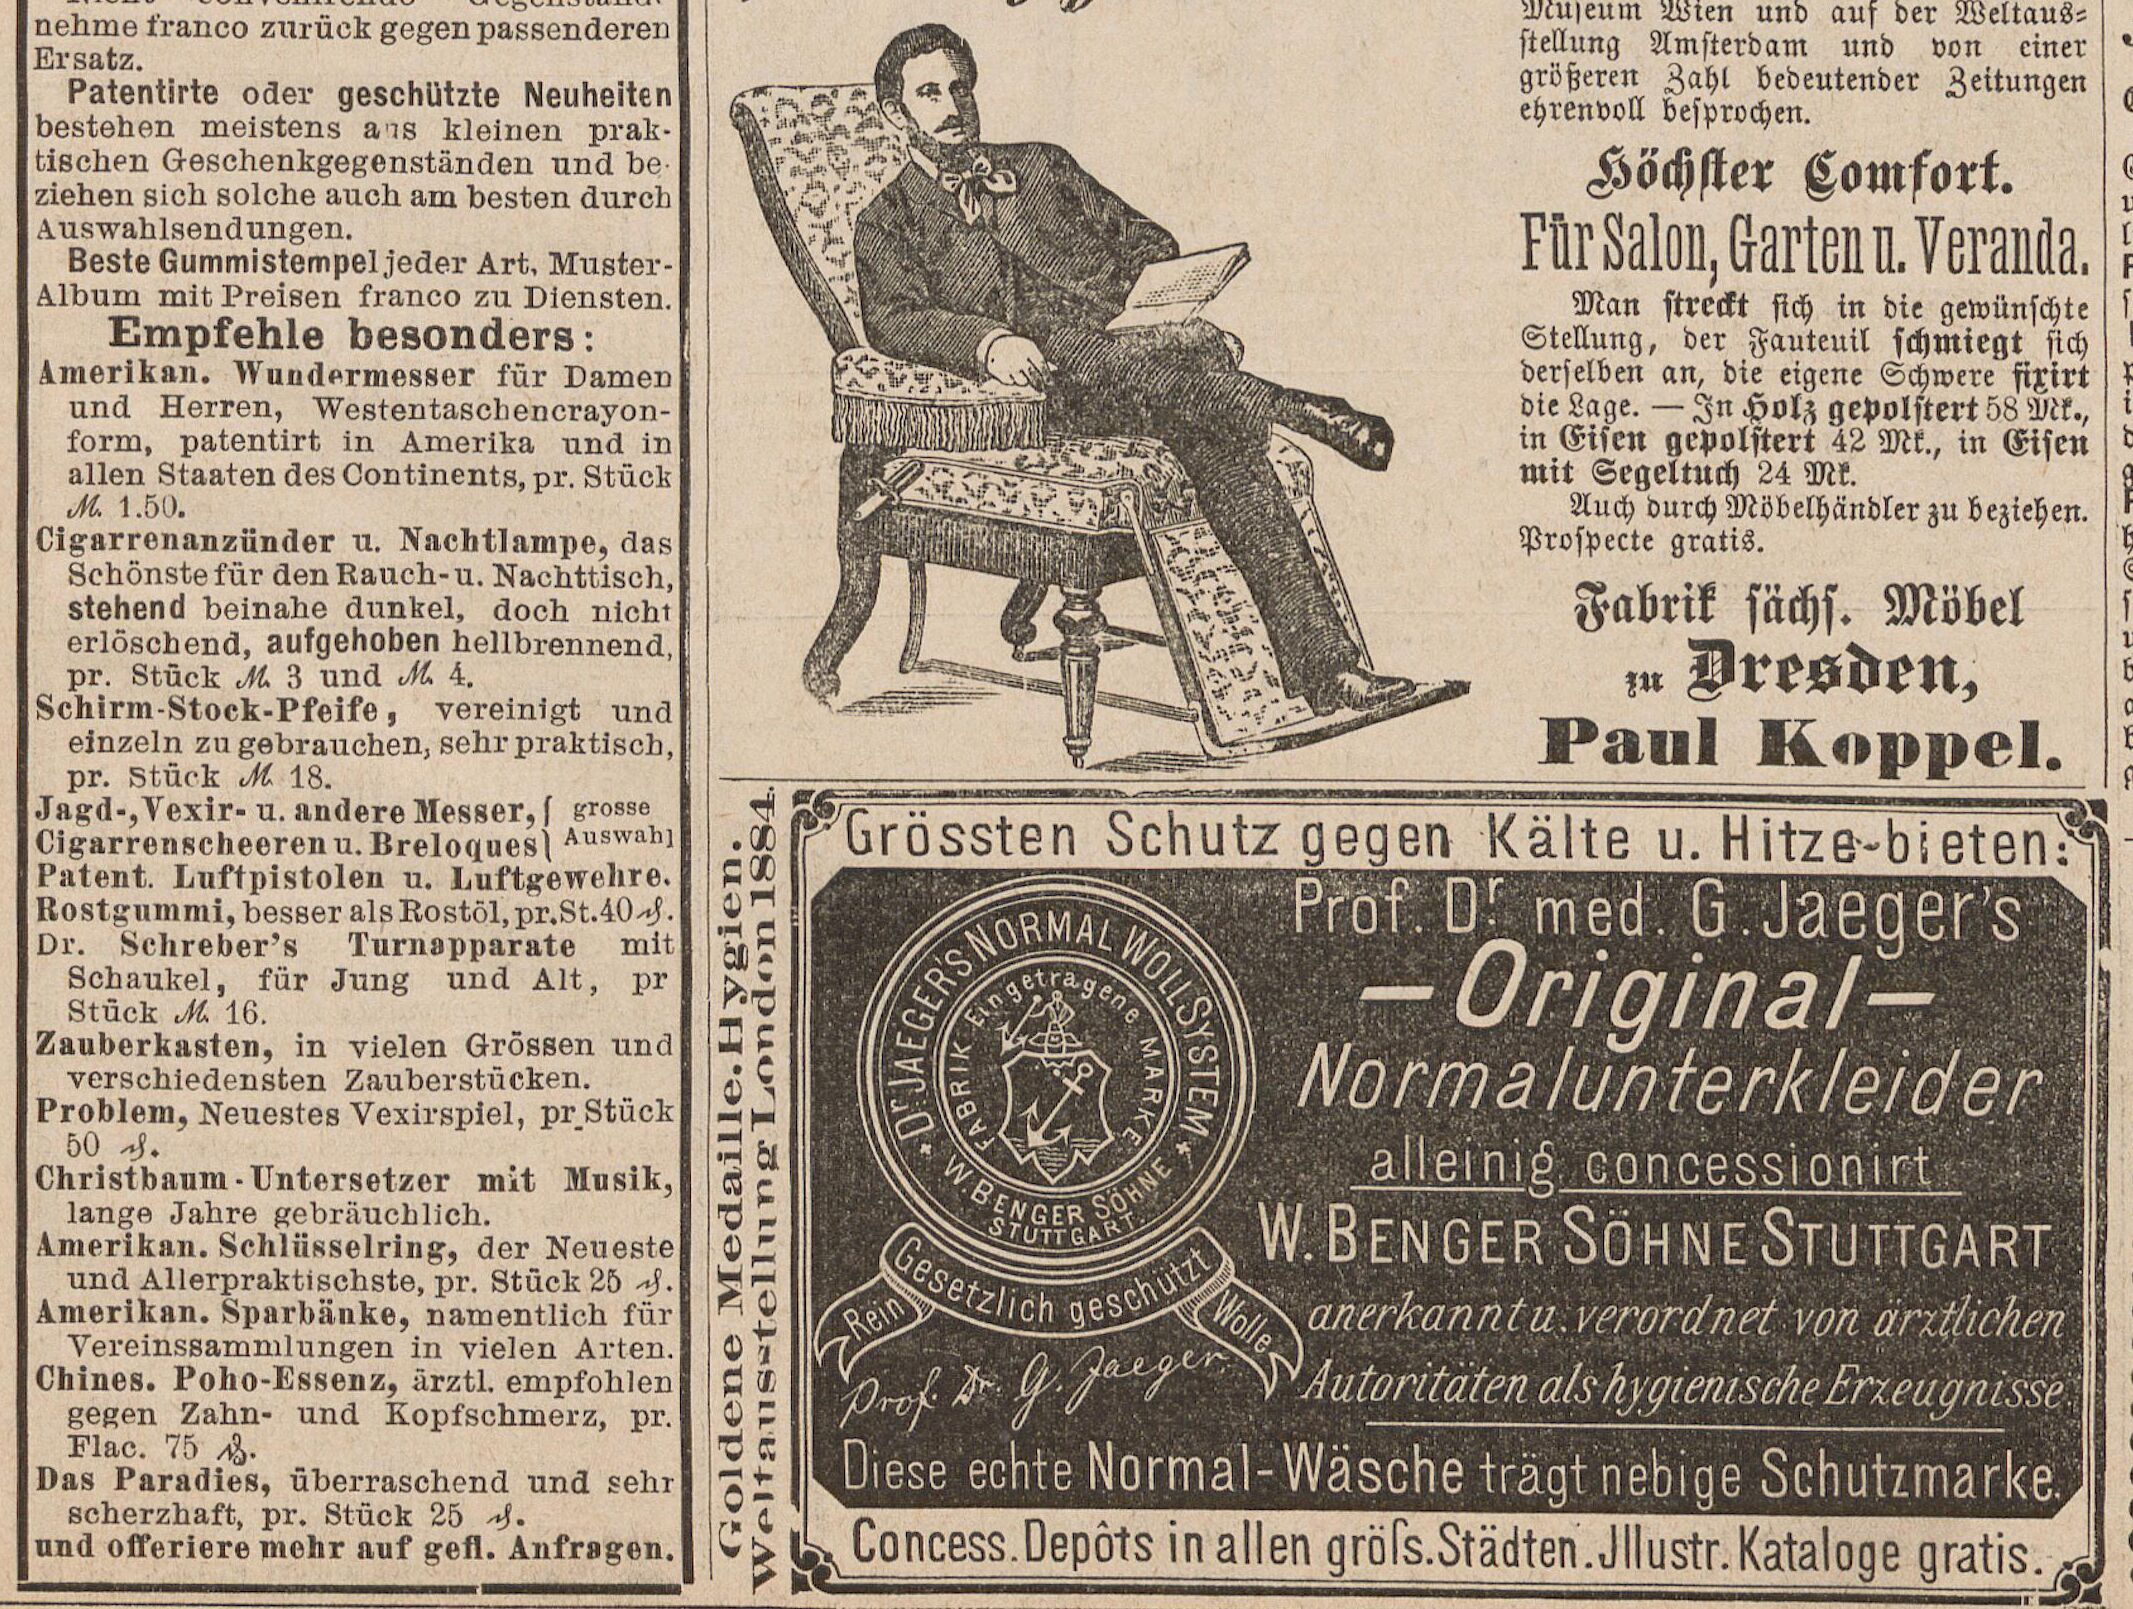 nehme franco zurück gegen passenderen
Ersatz.
Patentirte oder geschützte Neuheiten
bestehen meistens aus kleinen prak-
tischen Geschenkgegenständen und be-
ziehen sich solche auch am besten durch
Auswahlsendungen.
Beste Gummistempel jeder Art, Muster-
Album mit Preisen franco zu Diensten.
Empfehle besonders:
Amerikan. Wundermesser für Damen
und Herren, Westentaschencrayon-
form, patentirt in Amerika und in
allen Staaten des Continents, pr. Stück
M. 1.50.
Cigarrenanzünder u. Nachtlampe, das
Schönste für den Rauch- u. Nachttisch,
stehend beinahe dunkel, doch nicht
erlöschend, aufgehoben hellbrennend,
pr. Stück M. 3 und M. 4.
Schirm-Stock-Pfeife, vereinigt und
einzeln zu gebrauchen, sehr praktisch,
pr. Stück M. 18.
Jagd-, Vexir- u. andere Messer, { grosse
Cigarrenscheeren u. Breloques } Auswahl
Patent. Luftpistolen u. Luftgewehre.
Rostgummi, besser als Rostöl, pr. St. 40 ₰.
Dr. Schreber's Turnapparate mit
Schaukel, für Jung und Alt, pr
Stück M. 16.
Zauberkasten, in vielen Grössen und
verschiedensten Zauberstücken.
Problem, Neuestes Vexirspiel, pr. Stück
50 ₰.
Christbaum-Untersetzer mit Musik,
lange Jahre gebräuchlich.
Amerikan. Schlüsselring, der Neueste
und Allerpraktischste, pr. Stück 25 ₰.
Amerikan. Sparbänke, namentlich für
Vereinssammlungen in vielen Arten.
Chines. Poho-Essenz, ärztl. empfohlen
gegen Zahn- und Kopfschmerz, pr.
Flac. 75 ₰.
Das Paradies, überraschend und sehr
scherzhaft, pr. Stück 25 ₰.
und offeriere mehr auf gefl. Anfragen.
Museum Wien und auf der Weltaus-
stellung Amsterdam und von einer
größeren Zahl bedeutender Zeitungen
ehrenvoll besprochen.
Höchster Comfort.
Für Salon, Garten u. Veranda.
Man streckt sich in die gewünschte
Stellung, der Fauteuil schmiegt sich
derselben an, die eigene Schwere fixirt
die Lage. — In Holz gepolstert 58 Mk.,
in Eisen gepolstert 42 Mk., in Eisen
mit Segeltuch 24 Mk.
Auch durch Möbelhändler zu beziehen.
Prospecte gratis.
Fabrik sächs. Möbel
zu Dresden,
Paul Koppel.
Goldene Medaille. Hygien.
Weltausstellung London 1884.
Grössten Schutz gegen Kälte u. Hitze-bieten:
DR. JAEGER'S NORMAL WOLLSYSTEM
FABRIK Eingetragene MARKE
W. BENGER SÖHNE
STUTTGART.
Gesetzlich geschützt
Rein Wolle
Prof. Dr. G. Jaeger.
Prof. Dr med. G. Jaeger's
—Original—
Normalunterkleider
alleinig concessionirt
W. BENGER SÖHNE STUTTGART
anerkannt u. verordnet von ärztlichen
Autoritäten als hygienische Erzeugnisse.
Diese echte Normal-Wäsche trägt nebige Schutzmarke.
Concess. Depôts in allen gröſs. Städten. Jllustr. Kataloge gratis.